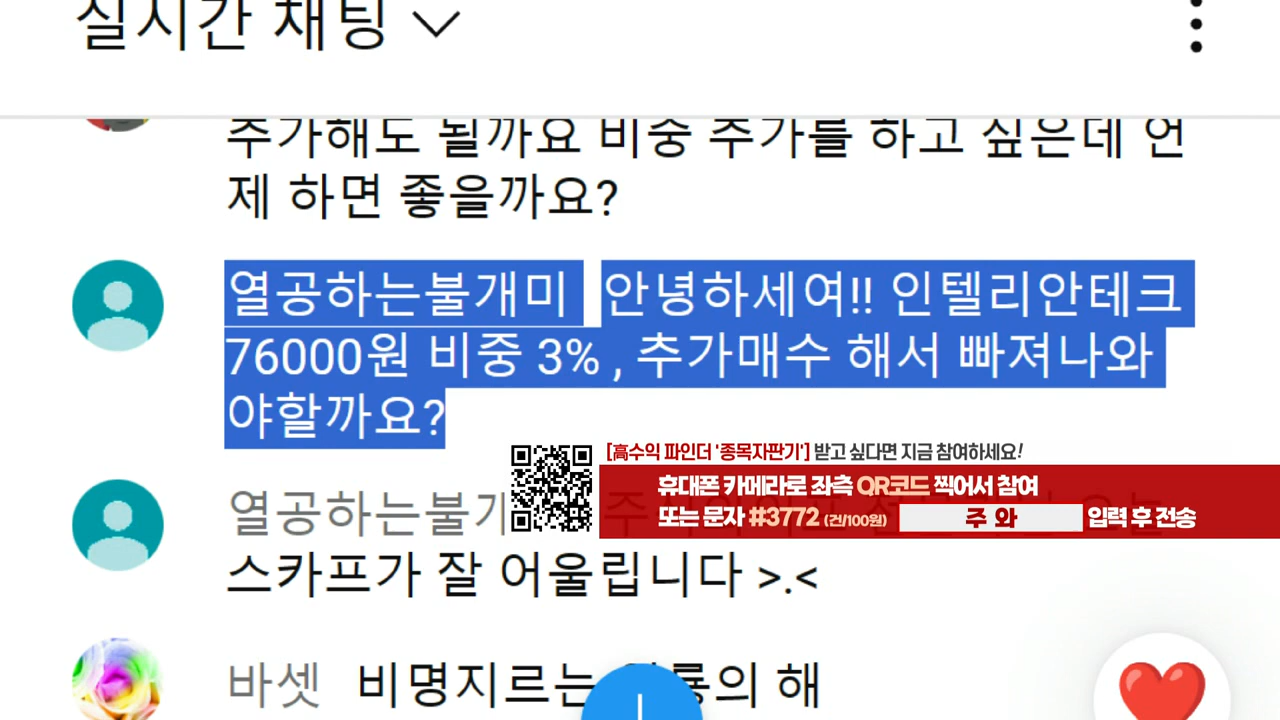 실시간 채팅
추가해도 될까요 비중 추가를 하고 싶은데 언
제 하면 좋을까요?
열공하는불개미 안녕하세여!! 인텔리안테크
76000원 비중 3% , 추가매수 해서 빠져나와
야할까요?
[高수익 파인더 '종목자판기'] 받고 싶다면 지금 참여하세요!
휴대폰 카메라로 좌측 QR코드 찍어서 참여
또는 문자 #3772 (건/100원) 주 와 입력 후 전송
열공하는불개
스카프가 잘 어울립니다 >.<
바셋 비명지르는 의 해